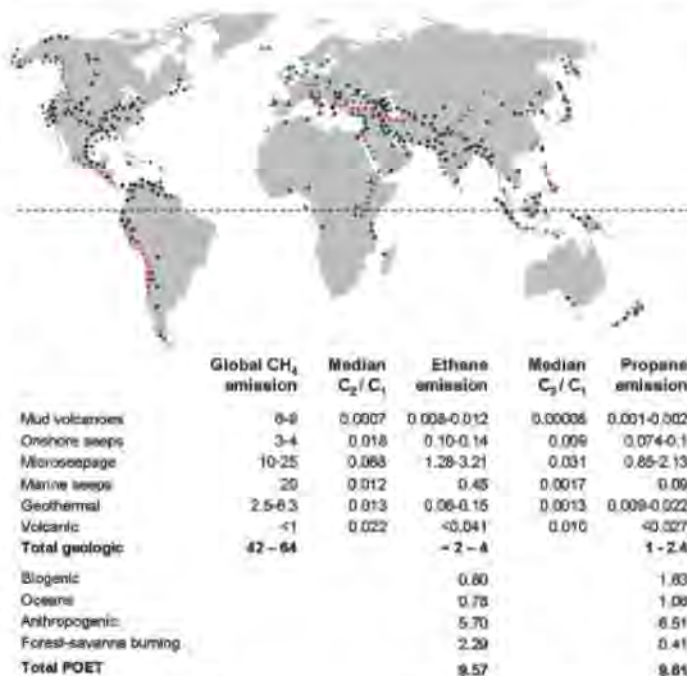 Global CH4 Median Ethane Median Propane
emission C2 / C1 emission C3 / C1 emission
Mud volcanoes 6-9 0.0007 0.008-0.012 0.00008 0.001-0.002
Onshore seeps 3-4 0.018 0.10-0.14 0.009 0.074-0.1
Microseepage 10-25 0.068 1.28-3.21 0.031 0.85-2.13
Marine seeps 20 0.012 0.45 0.0017 0.09
Geothermal 2.5-6.3 0.013 0.06-0.15 0.0013 0.009-0.022
Volcanic <1 0.022 <0.041 0.010 <0.027
Total geologic 42 – 64 ~ 2 – 4 1 - 2.4
Biogenic 0.80 1.63
Oceans 0.78 1.06
Anthropogenic 5.70 6.51
Forest-savanna burning 2.29 0.41
Total POET 9.57 9.61